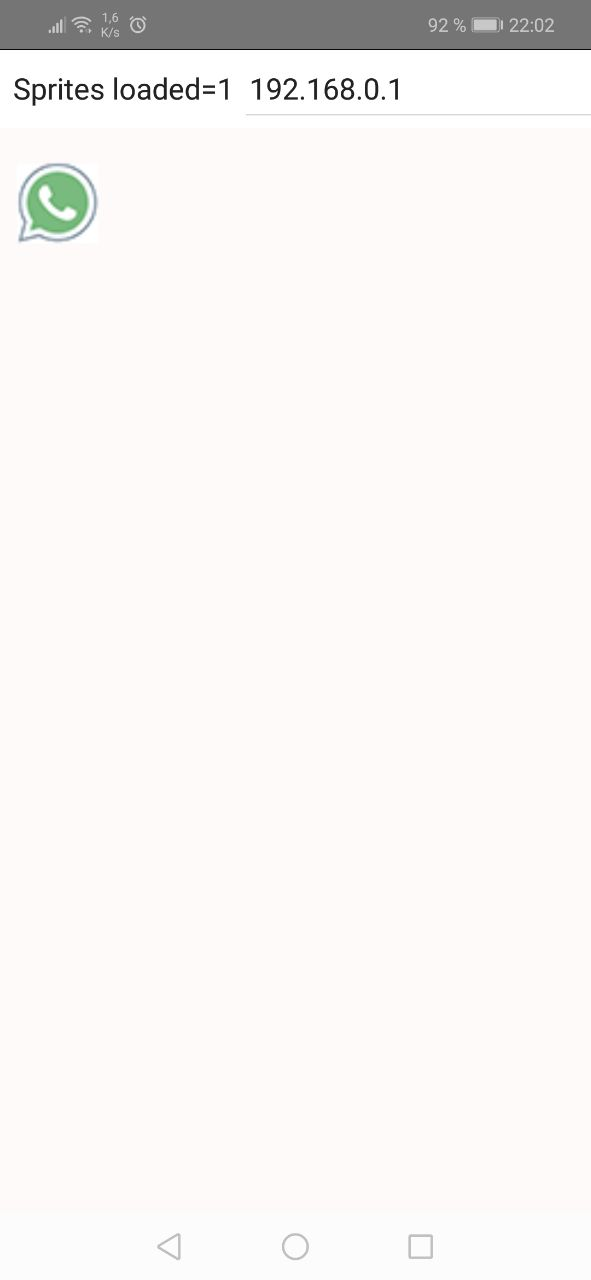 1,6
K/s
92 % 22:02
Sprites loaded=1 192.168.0.1